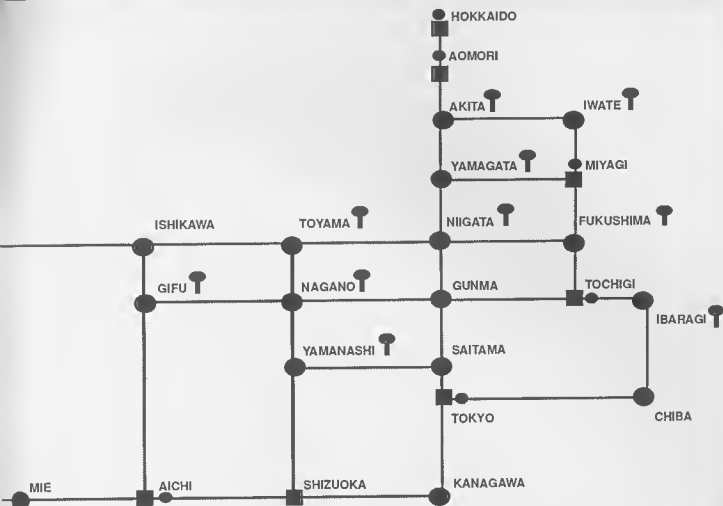 HOKKAIDO
AOMORI
AKITA
IWATE
YAMAGATA
MIYAGI
ISHIKAWA
TOYAMA
NIIGATA
FUKUSHIMA
GIFU
NAGANO
GUNMA
TOCHIGI
IBARAGI
YAMANASHI
SAITAMA
TOKYO
CHIBA
MIE
AICHI
SHIZUOKA
KANAGAWA